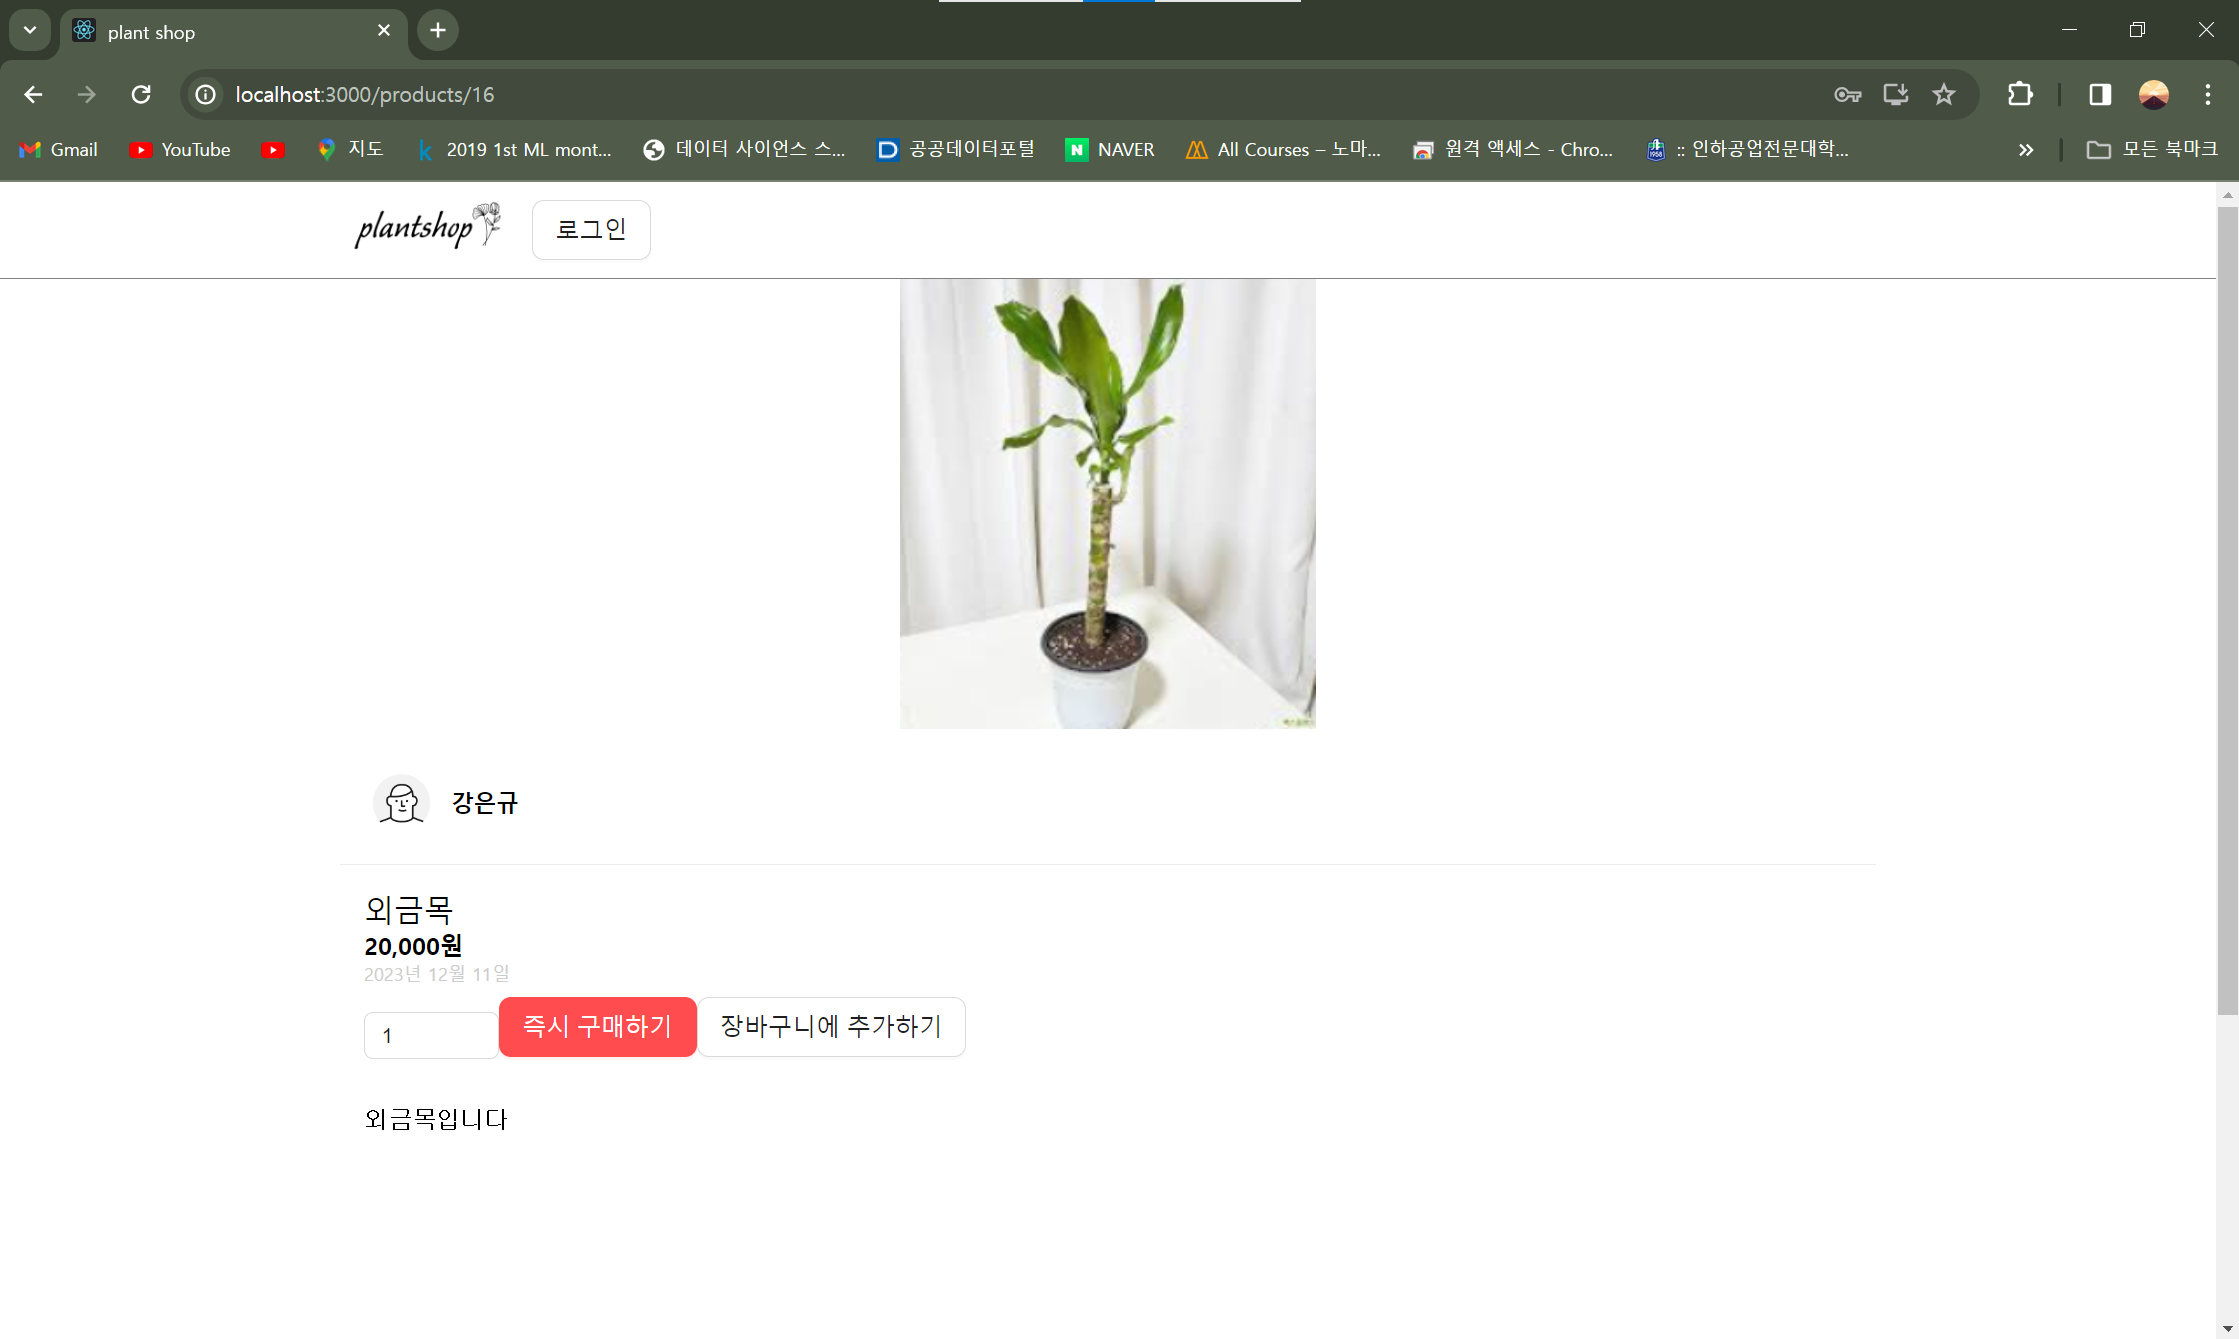 plant shop
localhost:3000/products/16
Gmail
YouTube
지도
2019 1st ML mont...
데이터 사이언스 스...
공공데이터포털
NAVER
All Courses – 노마...
원격 액세스 - Chro...
:: 인하공업전문대학...
모든 북마크
plantshop
로그인
강은규
외금목
20,000원
2023년 12월 11일
1
즉시 구매하기
장바구니에 추가하기
외금목입니다